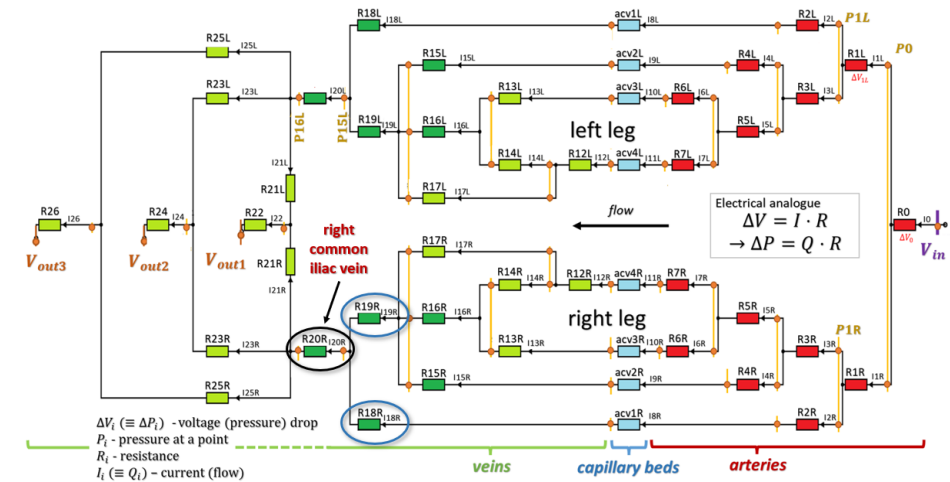 R18L I18L acv1L I8L R2L I2L P1L
R25L I25L R15L I15L acv2L I9L R4L I4L R1L I1L P0
ΔV1L
R23L I23L I20L R13L I13L acv3L I10L R6L I6L R3L I3L
P16L P15L
R19L I19L R16L I16L left leg R5L I5L
R14L I14L R12L I12L acv4L I11L R7L I7L
I21L
R21L R17L I17L
R26 I26 R24 I24 R22 I22 flow Electrical analogue R0 I0
ΔV = I · R
→ ΔP = Q · R
ΔV0
Vout3 Vout2 Vout1 Vin
right
common
iliac vein
R21R R17R I17R
I21R
R14R I14R R12R I12R acv4R I11R R7R I7R
R19R I19R R16R I16R right leg R5R I5R
P1R
R23R I23R R20R I20R R13R I13R acv3R I10R R6R I6R R3R I3R
R25R I25R R15R I15R acv2R I9R R4R I4R R1R I1R
R18R I18R acv1R I8R R2R I2R
ΔVi (≡ ΔPi) - voltage (pressure) drop
Pi - pressure at a point
Ri - resistance
Ii (≡ Qi) – current (flow)
veins capillary beds arteries